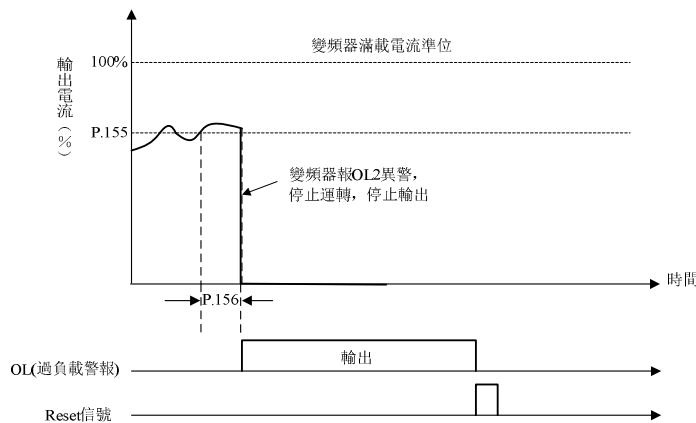 變頻器滿載電流準位
100%
輸出電流(%)
P.155
變頻器報OL2異警,
停止運轉,停止輸出
時間
P.156
輸出
OL(過負載警報)
Reset信號